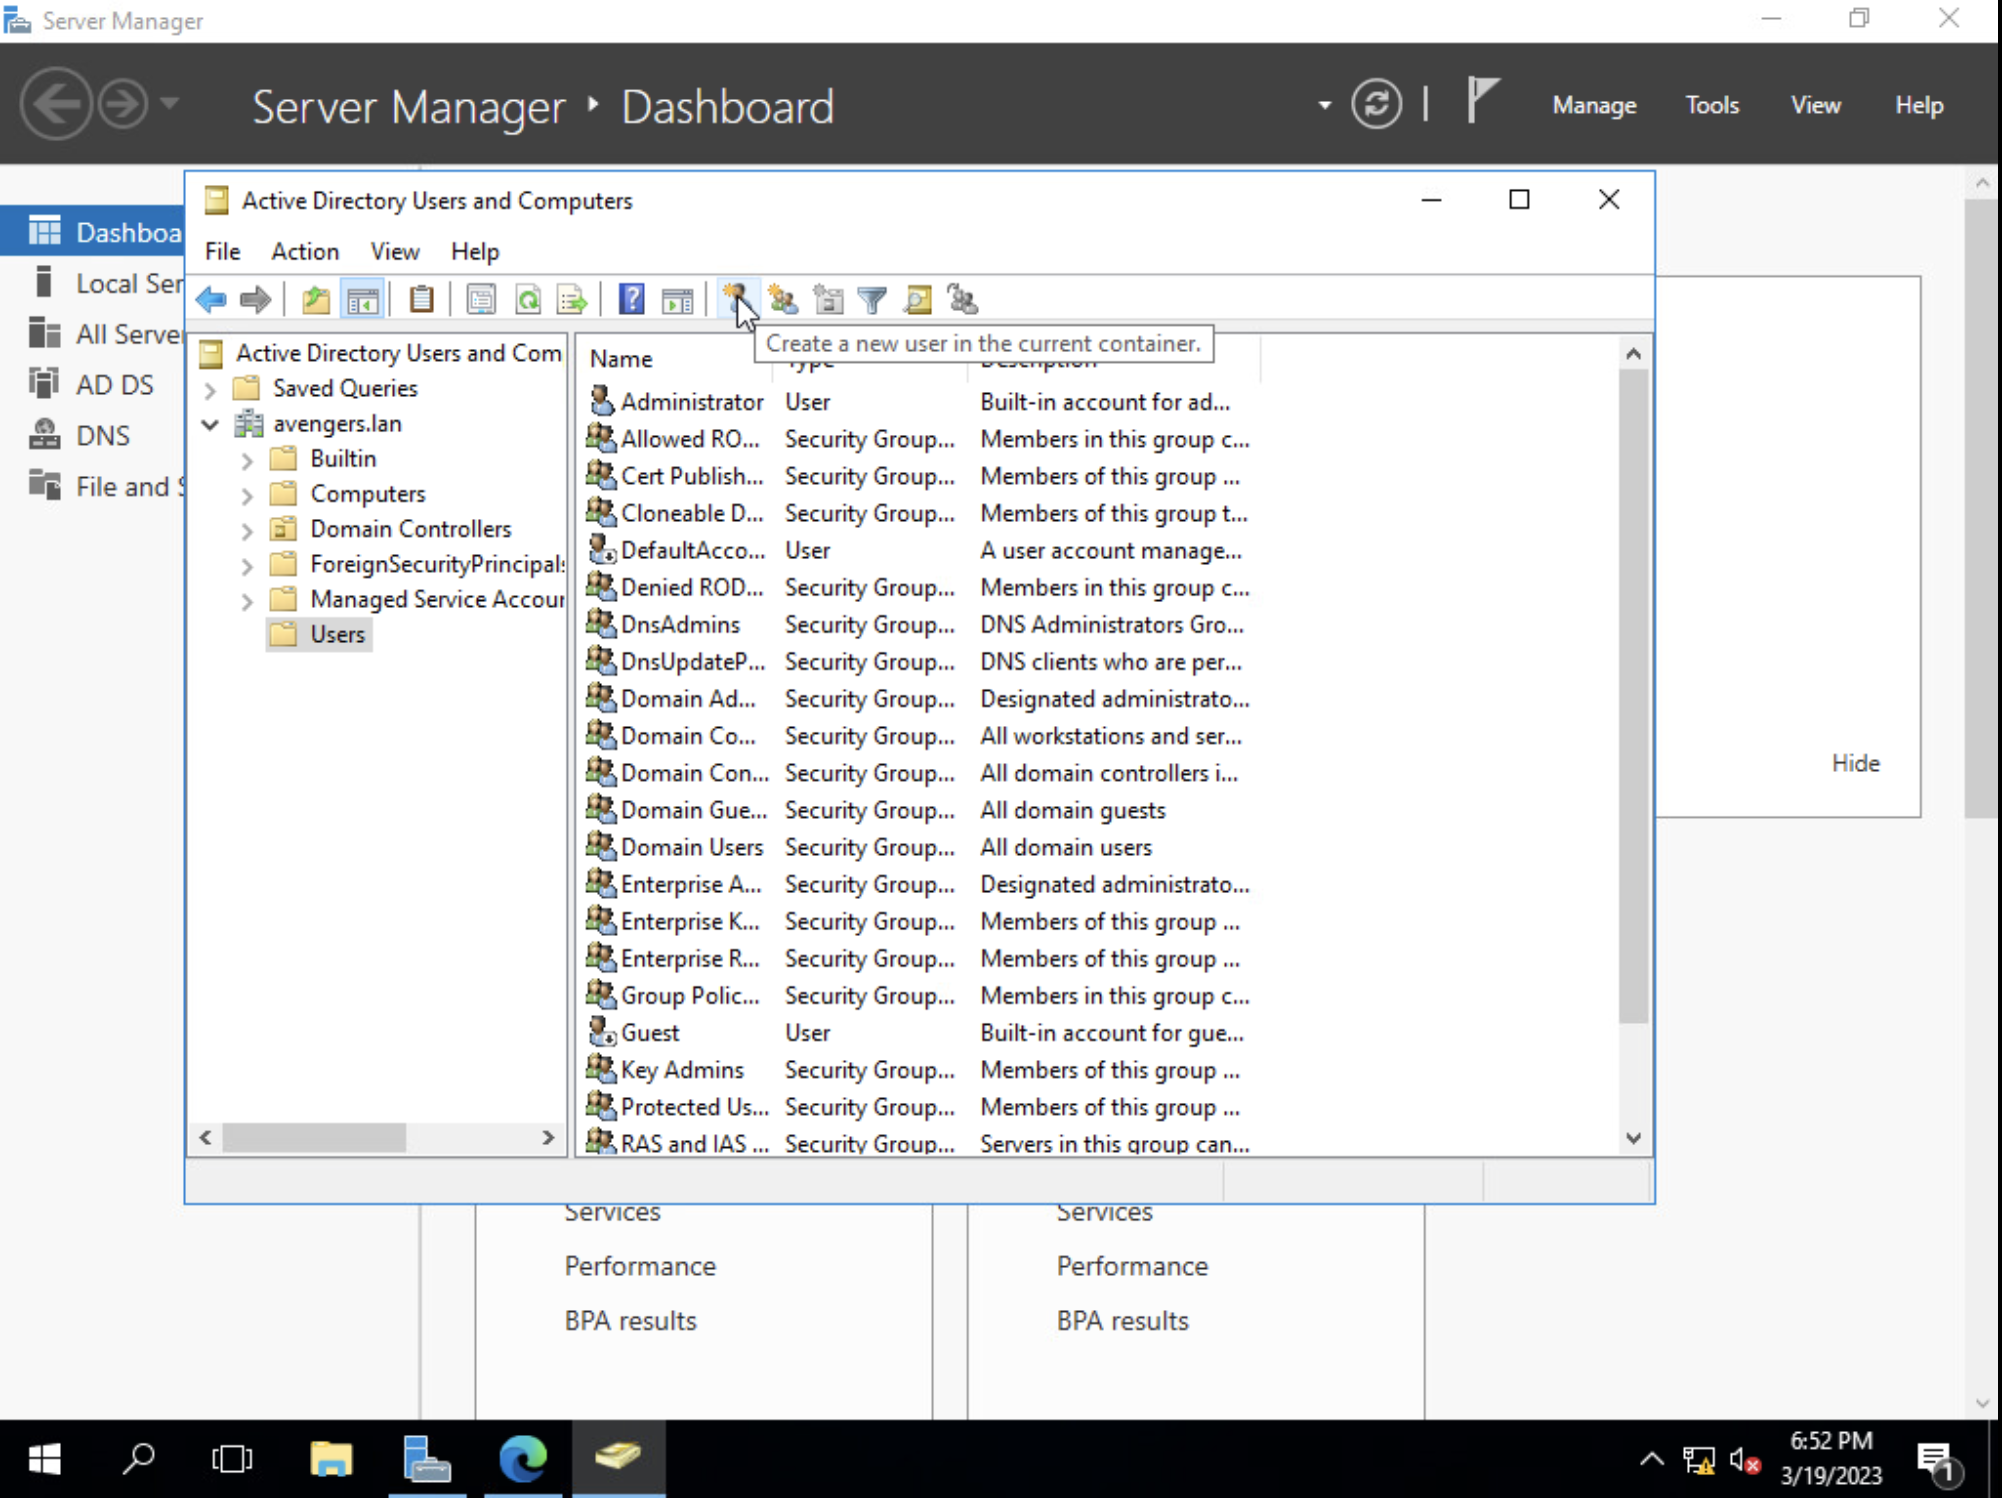 Server Manager
Server Manager ‣ Dashboard
Manage Tools View Help
Active Directory Users and Computers
File Action View Help
Create a new user in the current container.
Dashboa
Local Ser
All Server
AD DS
DNS
File and S
Active Directory Users and Com
Saved Queries
avengers.lan
Builtin
Computers
Domain Controllers
ForeignSecurityPrincipals
Managed Service Accour
Users
Name Type Description
Administrator User Built-in account for ad...
Allowed RO... Security Group... Members in this group c...
Cert Publish... Security Group... Members of this group ...
Cloneable D... Security Group... Members of this group t...
DefaultAcco... User A user account manage...
Denied ROD... Security Group... Members in this group c...
DnsAdmins Security Group... DNS Administrators Gro...
DnsUpdateP... Security Group... DNS clients who are per...
Domain Ad... Security Group... Designated administrato...
Domain Co... Security Group... All workstations and ser...
Domain Con... Security Group... All domain controllers i...
Domain Gue... Security Group... All domain guests
Domain Users Security Group... All domain users
Enterprise A... Security Group... Designated administrato...
Enterprise K... Security Group... Members of this group ...
Enterprise R... Security Group... Members of this group ...
Group Polic... Security Group... Members in this group c...
Guest User Built-in account for gue...
Key Admins Security Group... Members of this group ...
Protected Us... Security Group... Members of this group ...
RAS and IAS ... Security Group... Servers in this group can...
Hide
Services Services
Performance Performance
BPA results BPA results
6:52 PM
3/19/2023
1